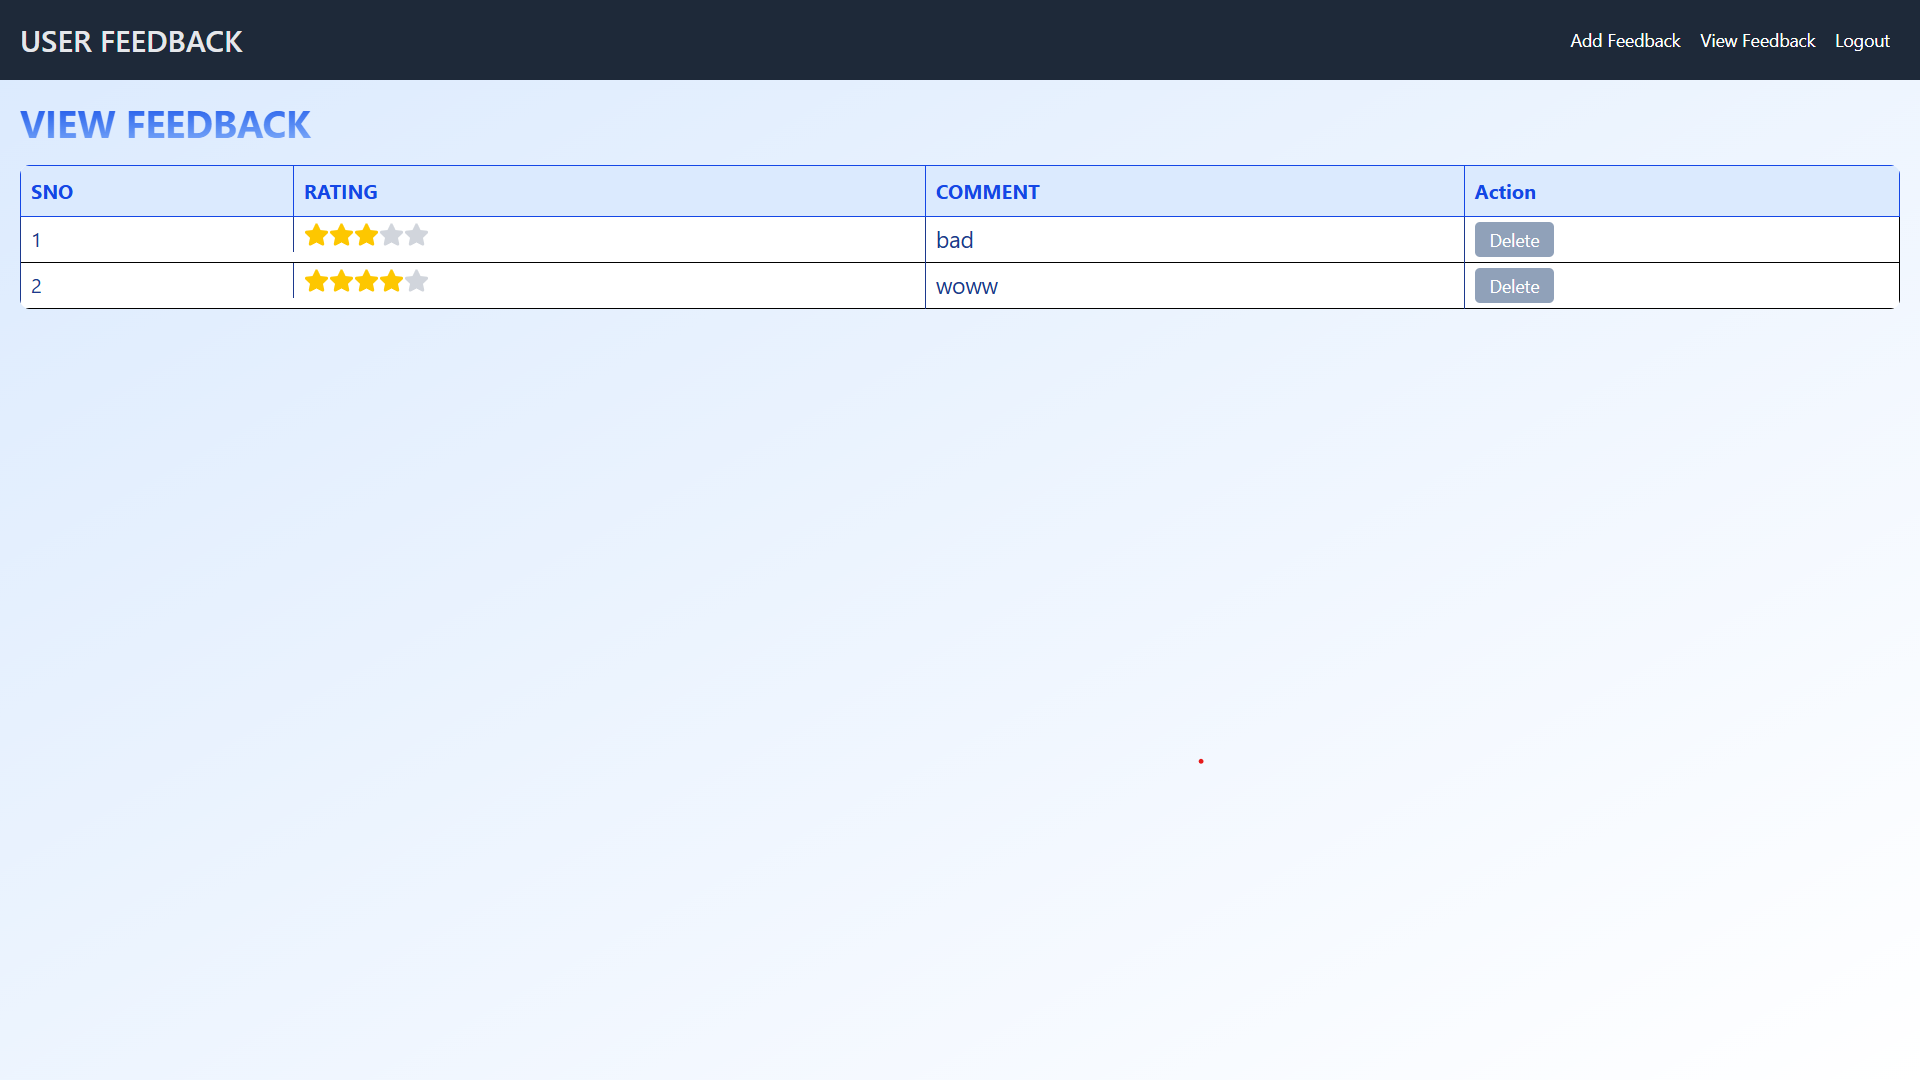 USER FEEDBACK
Add Feedback View Feedback Logout
VIEW FEEDBACK
SNO RATING COMMENT Action
1 bad Delete
2 woww Delete